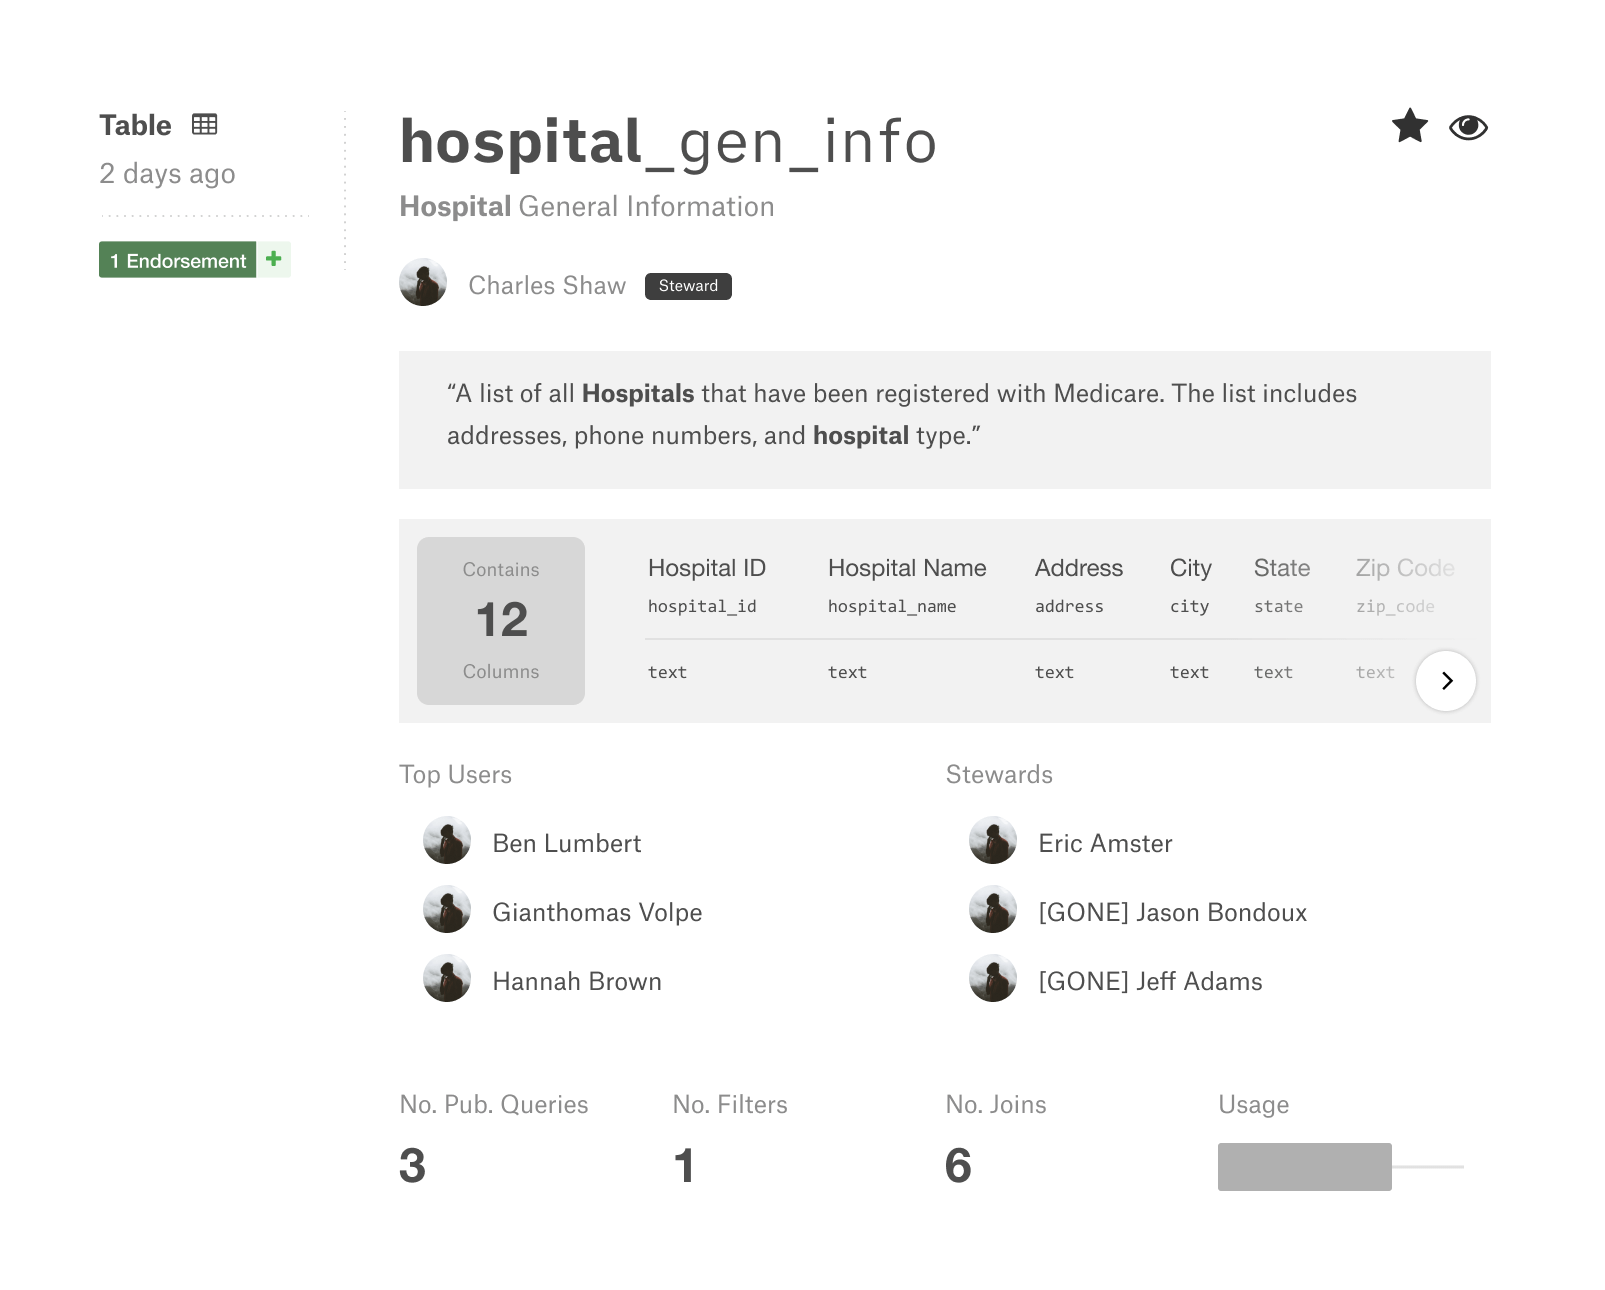 Table
2 days ago
1 Endorsement +
hospital_gen_info
Hospital General Information
Charles Shaw Steward
“A list of all Hospitals that have been registered with Medicare. The list includes
addresses, phone numbers, and hospital type.”
Contains
12
Columns
Hospital ID Hospital Name Address City State Zip Code
hospital_id hospital_name address city state zip_code
text text text text text text
Top Users
Ben Lumbert
Gianthomas Volpe
Hannah Brown
Stewards
Eric Amster
[GONE] Jason Bondoux
[GONE] Jeff Adams
No. Pub. Queries No. Filters No. Joins Usage
3 1 6